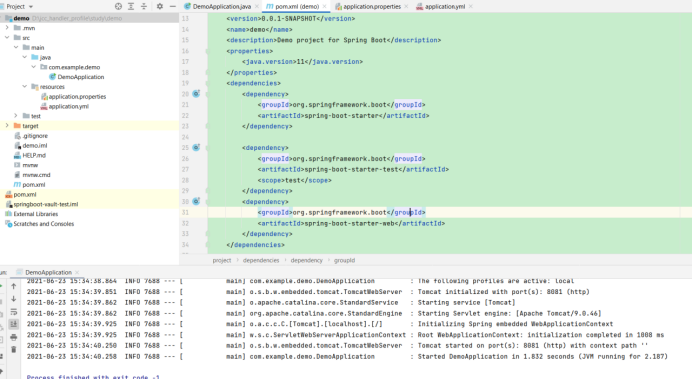 Project
DemoApplication.java
pom.xml (demo)
application.properties
application.yml
demo
.mvn
src
main
java
com.example.demo
DemoApplication
resources
application.properties
application.yml
test
target
.gitignore
demo.iml
HELP.md
mvnw
mvnw.cmd
pom.xml
pom.xml
springboot-vault-test.iml
External Libraries
Scratches and Consoles
13 <version>0.0.1-SNAPSHOT</version>
14 <name>demo</name>
15 <description>Demo project for Spring Boot</description>
16 <properties>
17 <java.version>11</java.version>
18 </properties>
19 <dependencies>
20 <dependency>
21 <groupId>org.springframework.boot</groupId>
22 <artifactId>spring-boot-starter</artifactId>
23 </dependency>
24
25 <dependency>
26 <groupId>org.springframework.boot</groupId>
27 <artifactId>spring-boot-starter-test</artifactId>
28 <scope>test</scope>
29 </dependency>
30 <dependency>
31 <groupId>org.springframework.boot</groupId>
32 <artifactId>spring-boot-starter-web</artifactId>
33 </dependency>
34 </dependencies>
project › dependencies › dependency › groupId
un: DemoApplication
2021-06-23 15:34:38.864 INFO 7688 --- [ main] com.example.demo.DemoApplication : The following profiles are active: local
2021-06-23 15:34:39.851 INFO 7688 --- [ main] o.s.b.w.embedded.tomcat.TomcatWebServer : Tomcat initialized with port(s): 8081 (http)
2021-06-23 15:34:39.862 INFO 7688 --- [ main] o.apache.catalina.core.StandardService : Starting service [Tomcat]
2021-06-23 15:34:39.862 INFO 7688 --- [ main] org.apache.catalina.core.StandardEngine : Starting Servlet engine: [Apache Tomcat/9.0.46]
2021-06-23 15:34:39.925 INFO 7688 --- [ main] o.a.c.c.C.[Tomcat].[localhost].[/] : Initializing Spring embedded WebApplicationContext
2021-06-23 15:34:39.925 INFO 7688 --- [ main] w.s.c.ServletWebServerApplicationContext : Root WebApplicationContext: initialization completed in 1008 ms
2021-06-23 15:34:40.250 INFO 7688 --- [ main] o.s.b.w.embedded.tomcat.TomcatWebServer : Tomcat started on port(s): 8081 (http) with context path ''
2021-06-23 15:34:40.258 INFO 7688 --- [ main] com.example.demo.DemoApplication : Started DemoApplication in 1.832 seconds (JVM running for 2.187)
Process finished with exit code -1